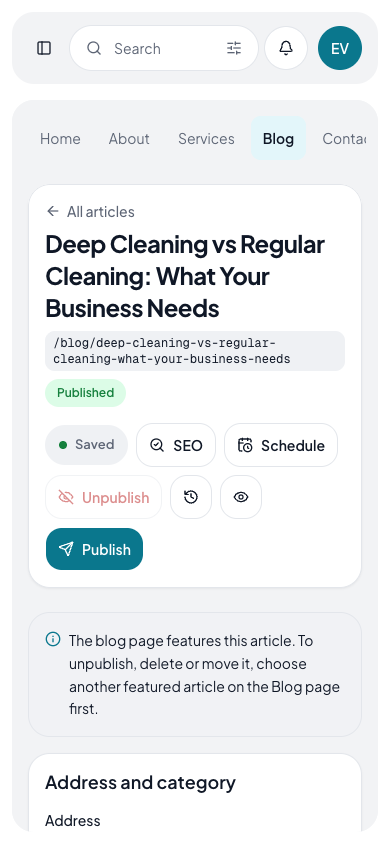 Search
EV
Home About Services Blog Contac
All articles
Deep Cleaning vs Regular
Cleaning: What Your
Business Needs
/blog/deep-cleaning-vs-regular-
cleaning-what-your-business-needs
Published
Saved SEO Schedule
Unpublish
Publish
The blog page features this article. To
unpublish, delete or move it, choose
another featured article on the Blog page
first.
Address and category
Address